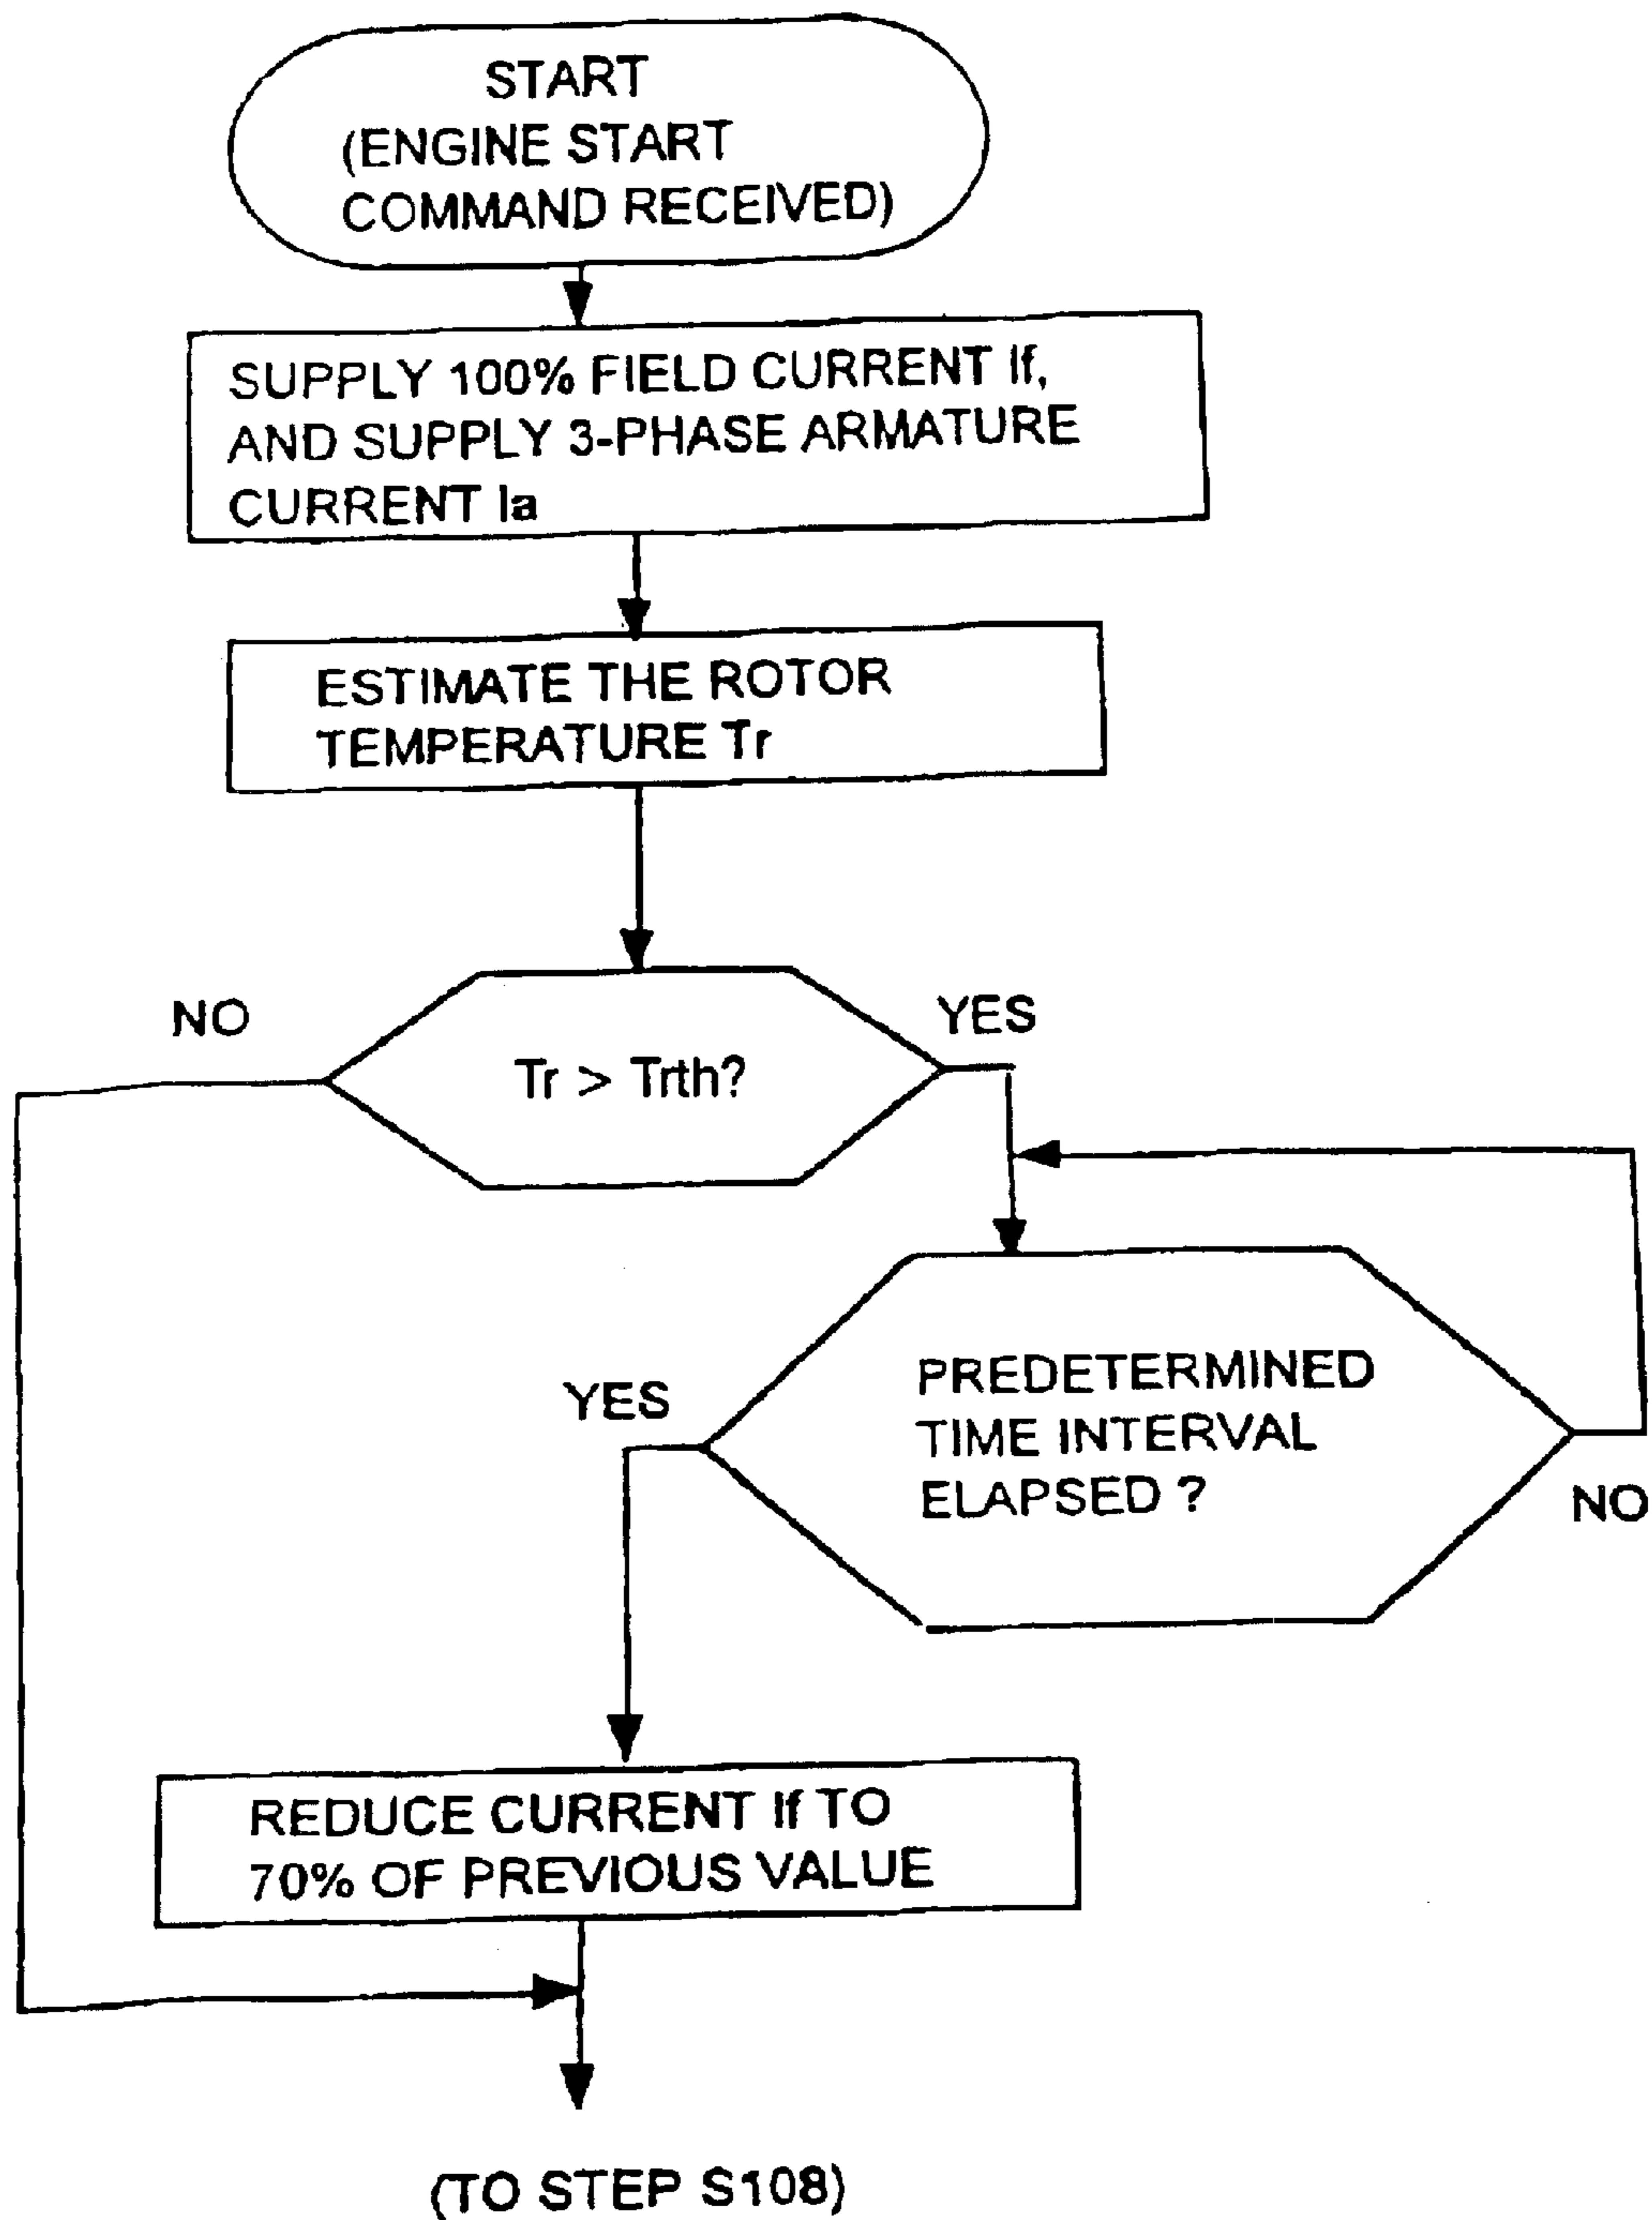 START
(ENGINE START
COMMAND RECEIVED)
SUPPLY 100% FIELD CURRENT If,
AND SUPPLY 3-PHASE ARMATURE
CURRENT Ia
ESTIMATE THE ROTOR
TEMPERATURE Tr
NO
YES
Tr > Trth?
PREDETERMINED
TIME INTERVAL
ELAPSED ?
YES
NO
REDUCE CURRENT If TO
70% OF PREVIOUS VALUE
(TO STEP S108)